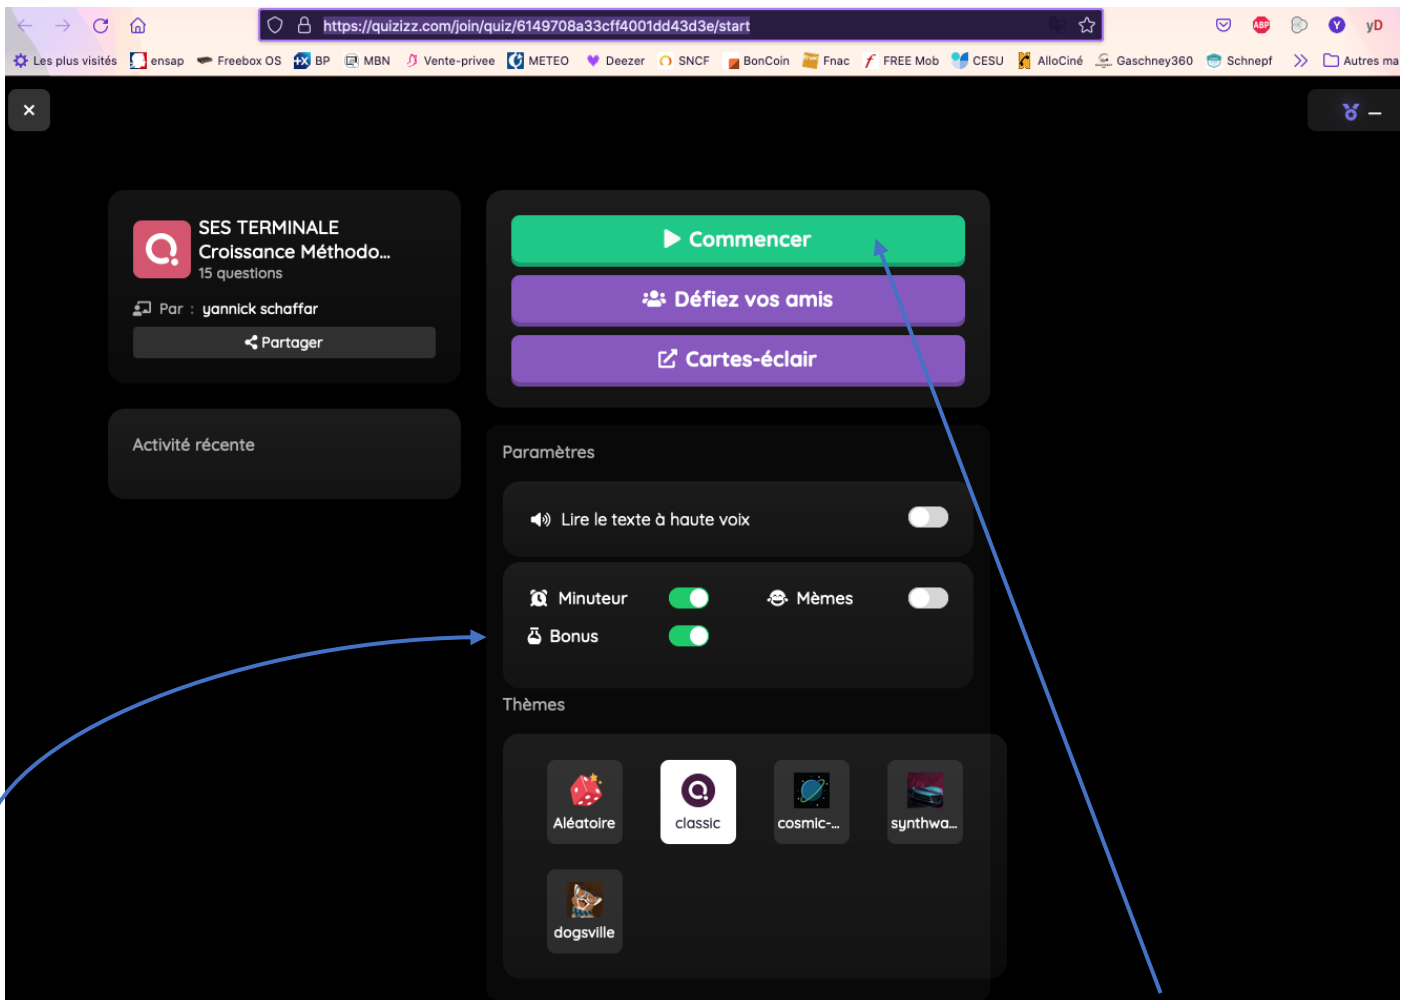 https://quizizz.com/join/quiz/6149708a33cff4001dd43d3e/start
ABP
Y
yD
Les plus visités
ensap
Freebox OS
BP
MBN
Vente-privee
METEO
Deezer
SNCF
BonCoin
Fnac
FREE Mob
CESU
AlloCiné
Gaschney360
Schnepf
Autres ma
SES TERMINALE
Croissance Méthodo...
15 questions
Par : yannick schaffar
Partager
Activité récente
Commencer
Défiez vos amis
Cartes-éclair
Paramètres
Lire le texte à haute voix
Minuteur
Mèmes
Bonus
Thèmes
Aléatoire
classic
cosmic-...
synthwa...
dogsville